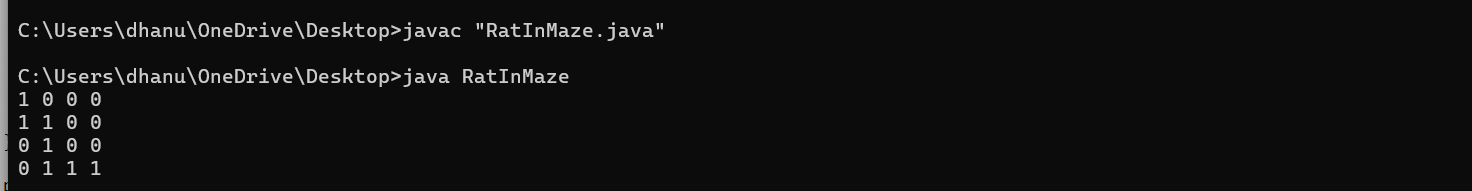 C:\Users\dhanu\OneDrive\Desktop>javac "RatInMaze.java"
C:\Users\dhanu\OneDrive\Desktop>java RatInMaze
1 0 0 0
1 1 0 0
0 1 0 0
0 1 1 1